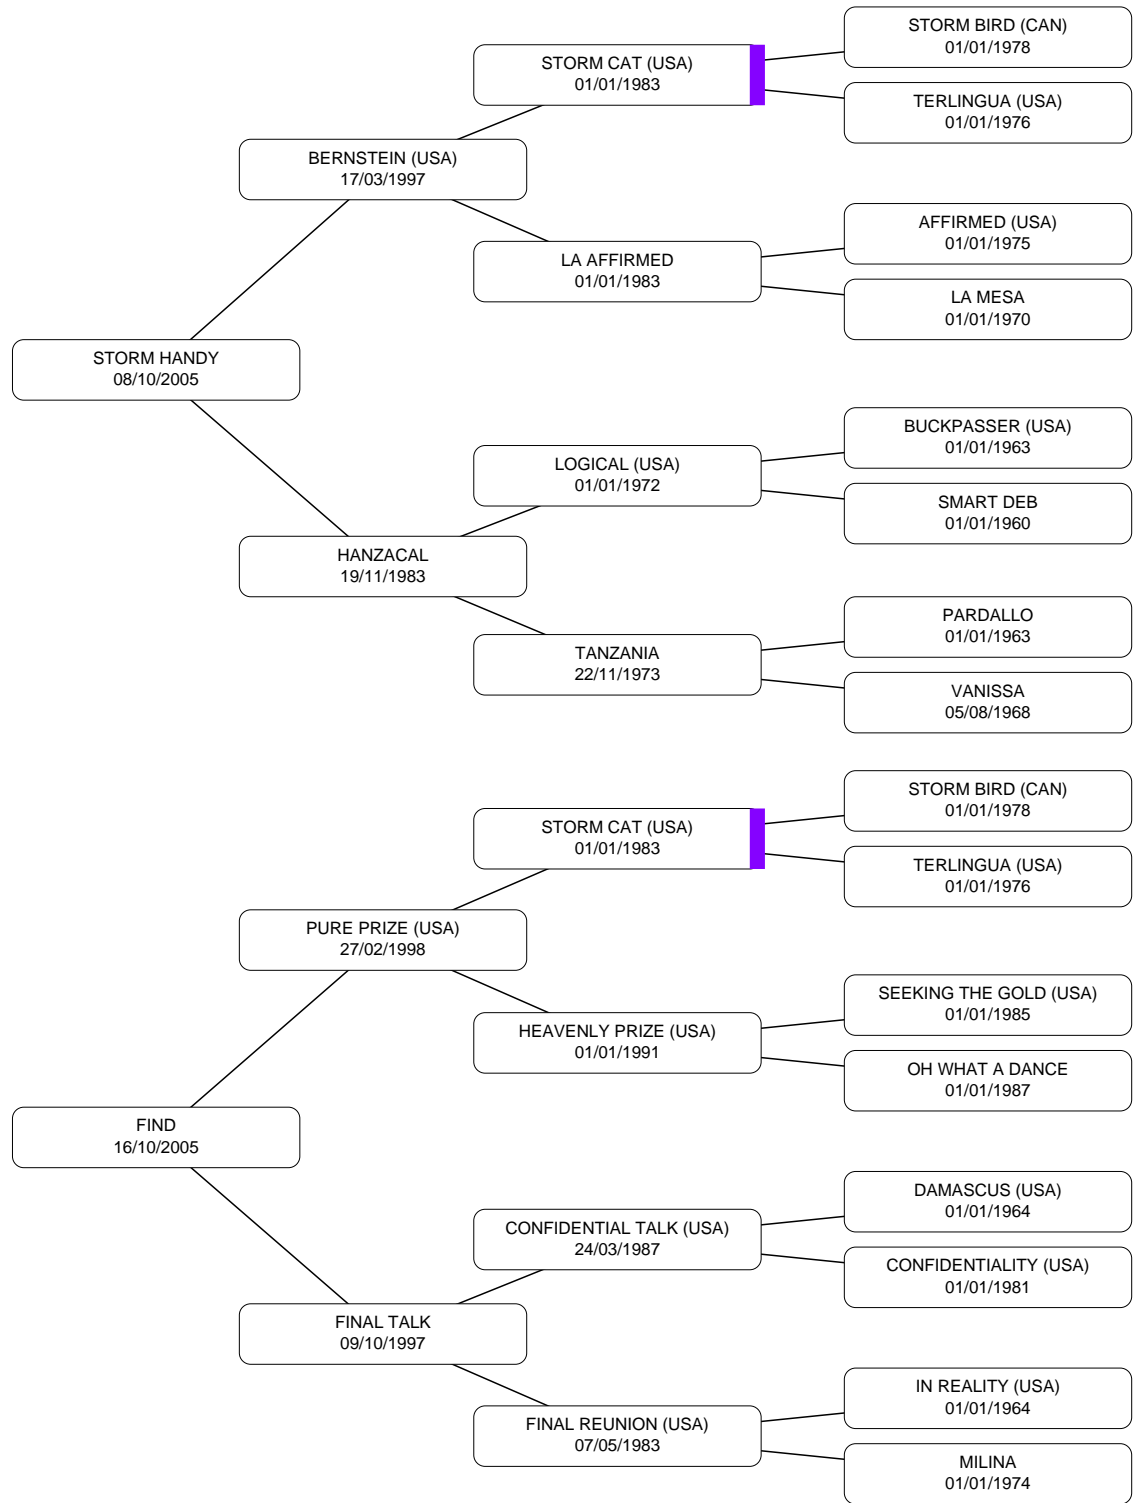 STORM BIRD (CAN)
01/01/1978
STORM CAT (USA)
01/01/1983
TERLINGUA (USA)
01/01/1976
BERNSTEIN (USA)
17/03/1997
AFFIRMED (USA)
01/01/1975
LA AFFIRMED
01/01/1983
LA MESA
01/01/1970
STORM HANDY
08/10/2005
BUCKPASSER (USA)
01/01/1963
LOGICAL (USA)
01/01/1972
SMART DEB
01/01/1960
HANZACAL
19/11/1983
PARDALLO
01/01/1963
TANZANIA
22/11/1973
VANISSA
05/08/1968
STORM BIRD (CAN)
01/01/1978
STORM CAT (USA)
01/01/1983
TERLINGUA (USA)
01/01/1976
PURE PRIZE (USA)
27/02/1998
SEEKING THE GOLD (USA)
01/01/1985
HEAVENLY PRIZE (USA)
01/01/1991
OH WHAT A DANCE
01/01/1987
FIND
16/10/2005
DAMASCUS (USA)
01/01/1964
CONFIDENTIAL TALK (USA)
24/03/1987
CONFIDENTIALITY (USA)
01/01/1981
FINAL TALK
09/10/1997
IN REALITY (USA)
01/01/1964
FINAL REUNION (USA)
07/05/1983
MILINA
01/01/1974